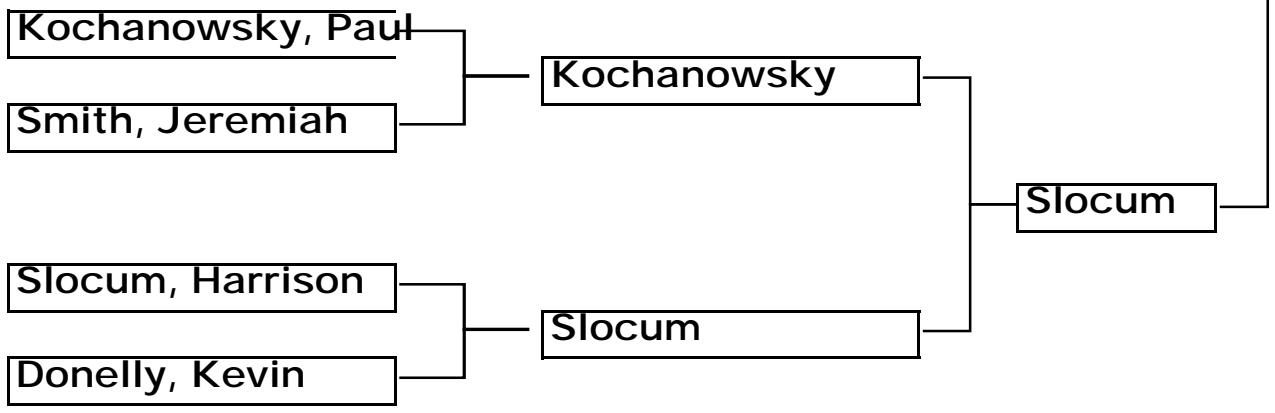 Kochanowsky, Paul
Kochanowsky
Smith, Jeremiah
Slocum
Slocum, Harrison
Slocum
Donelly, Kevin